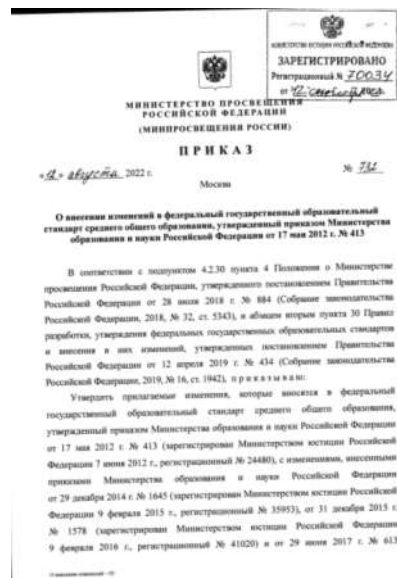 МИНИСТЕРСТВО ЮСТИЦИИ РОССИЙСКОЙ ФЕДЕРАЦИИ
ЗАРЕГИСТРИРОВАНО
Регистрационный № 70034
от "12" сентября
МИНИСТЕРСТВО ПРОСВЕЩЕНИЯ
РОССИЙСКОЙ ФЕДЕРАЦИИ
(МИНПРОСВЕЩЕНИЯ РОССИИ)
ПРИКАЗ
«12» августа 2022 г.
№ 732
Москва
О внесении изменений в федеральный государственный образовательный
стандарт среднего общего образования, утвержденный приказом Министерства
образования и науки Российской Федерации от 17 мая 2012 г. № 413
В соответствии с подпунктом 4.2.30 пункта 4 Положения о Министерстве
просвещения Российской Федерации, утвержденного постановлением Правительства
Российской Федерации от 28 июля 2018 г. № 884 (Собрание законодательства
Российской Федерации, 2018, № 32, ст. 5343), и абзацем вторым пункта 30 Правил
разработки, утверждения федеральных государственных образовательных стандартов
и внесения в них изменений, утвержденных постановлением Правительства
Российской Федерации от 12 апреля 2019 г. № 434 (Собрание законодательства
Российской Федерации, 2019, № 16, ст. 1942), приказываю:
Утвердить прилагаемые изменения, которые вносятся в федеральный
государственный образовательный стандарт среднего общего образования,
утвержденный приказом Министерства образования и науки Российской Федерации
от 17 мая 2012 г. № 413 (зарегистрирован Министерством юстиции Российской
Федерации 7 июня 2012 г., регистрационный № 24480), с изменениями, внесенными
приказами Министерства образования и науки Российской Федерации
от 29 декабря 2014 г. № 1645 (зарегистрирован Министерством юстиции Российской
Федерации 9 февраля 2015 г., регистрационный № 35953), от 31 декабря 2015 г.
№ 1578 (зарегистрирован Министерством юстиции Российской Федерации
9 февраля 2016 г., регистрационный № 41020) и от 29 июня 2017 г. № 613